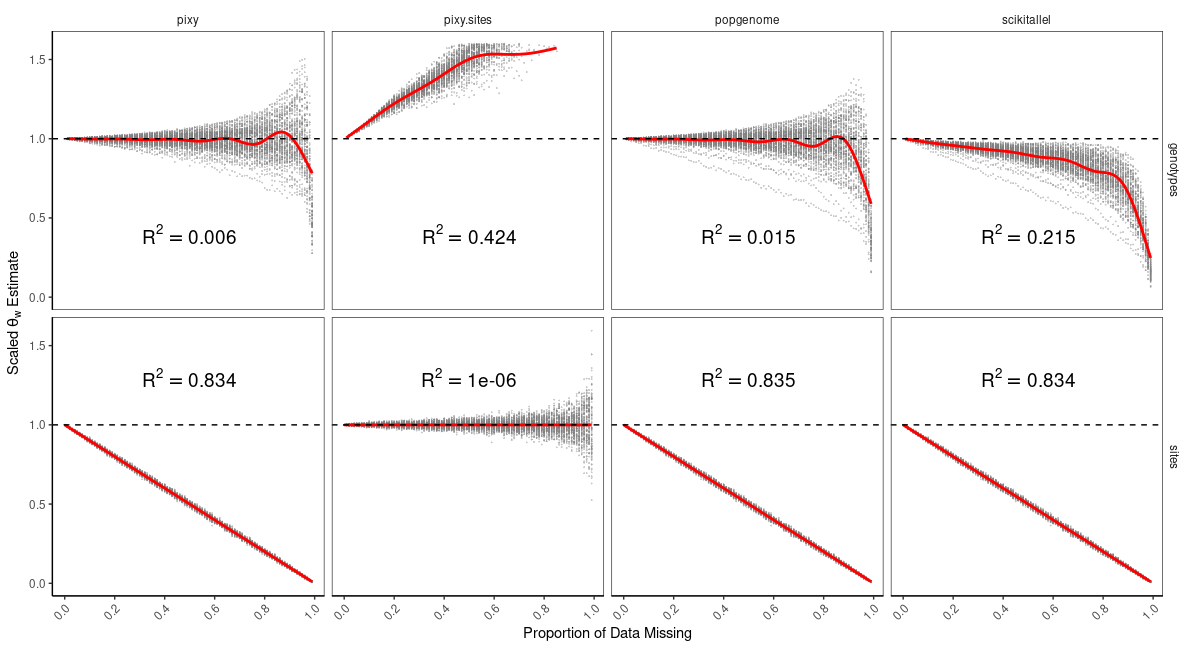 pixy pixy.sites popgenome scikitallel
Scaled θw Estimate
1.5
1.0
0.5
0.0
R2 = 0.006 R2 = 0.424 R2 = 0.015 R2 = 0.215
genotypes
1.5
1.0
0.5
0.0
R2 = 0.834 R2 = 1e-06 R2 = 0.835 R2 = 0.834
sites
0.0 0.2 0.4 0.6 0.8 1.0 0.0 0.2 0.4 0.6 0.8 1.0 0.0 0.2 0.4 0.6 0.8 1.0 0.0 0.2 0.4 0.6 0.8 1.0
Proportion of Data Missing